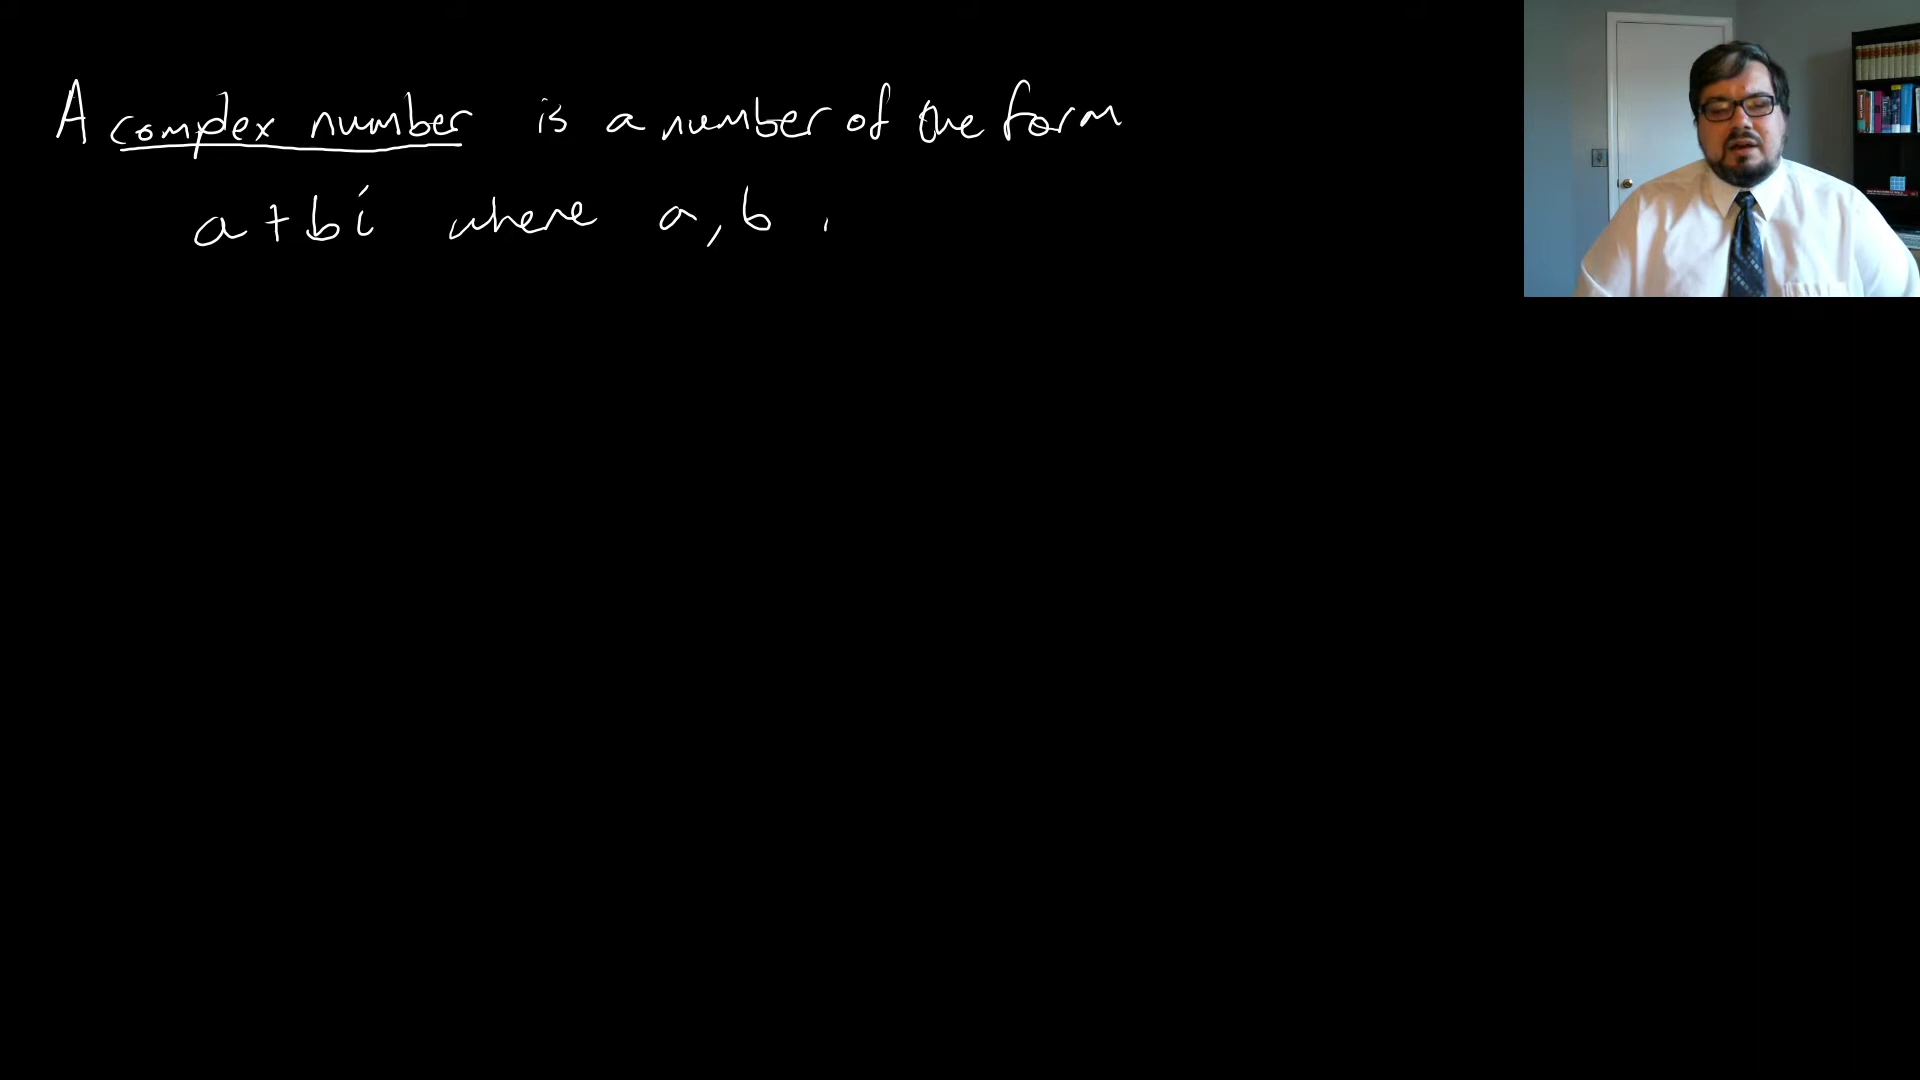 A complex number is a number of the form
a + bi where a, b